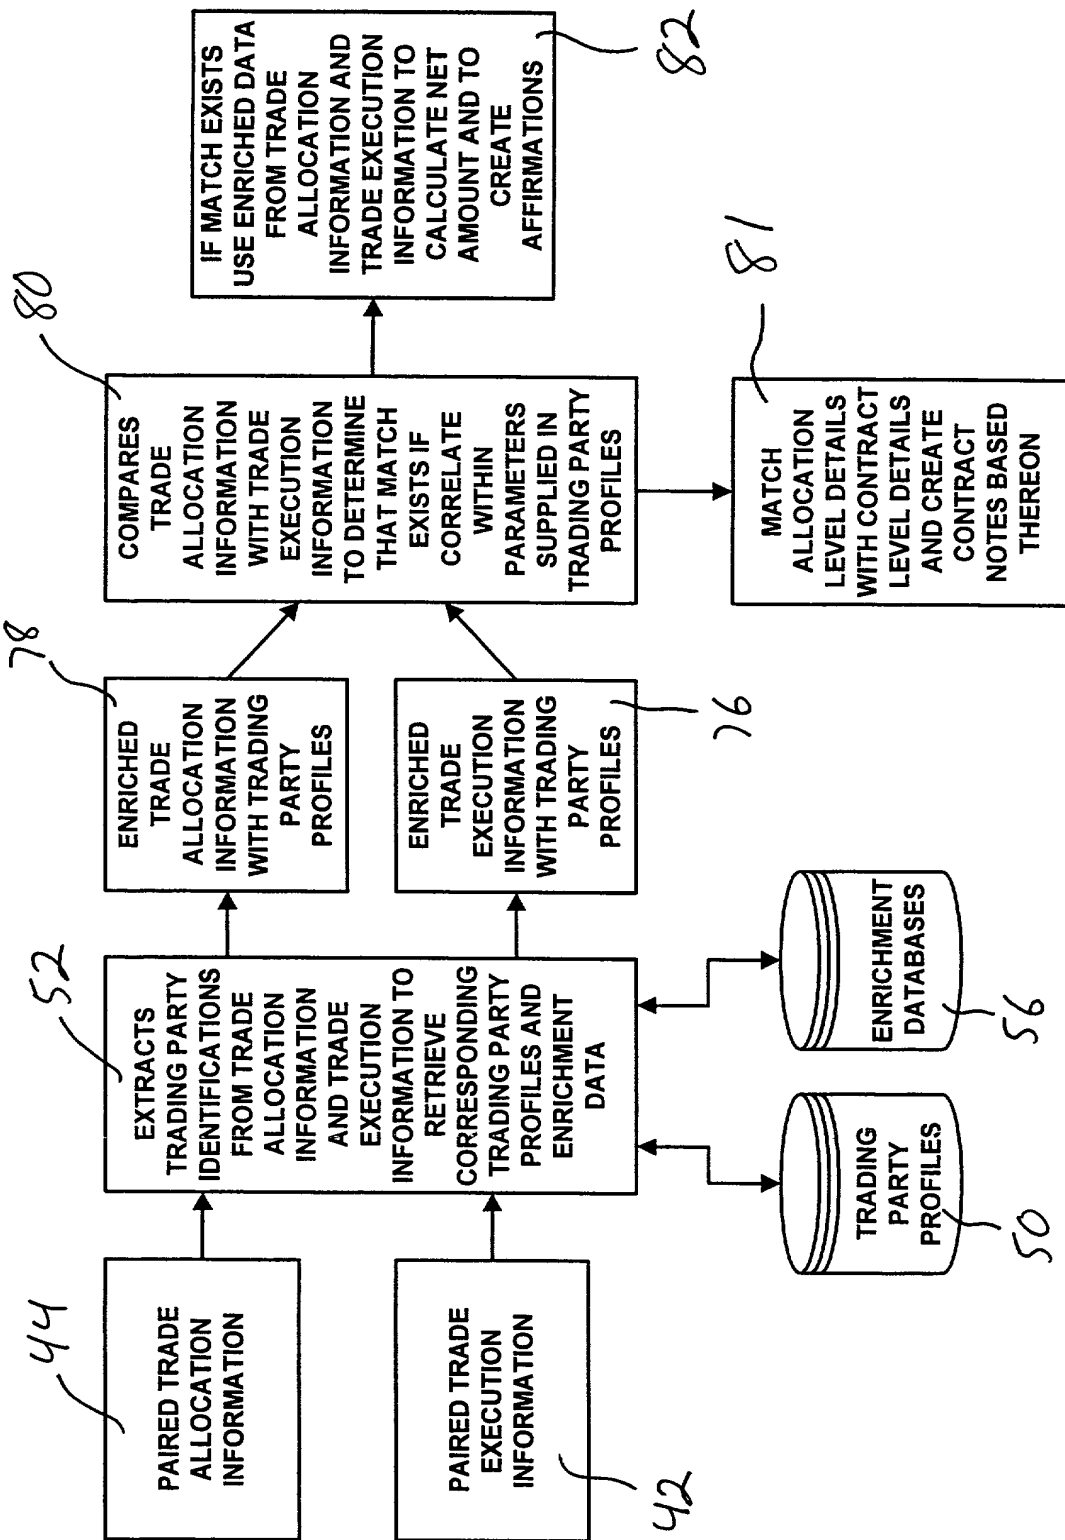 44
PAIRED TRADE
ALLOCATION
INFORMATION
PAIRED TRADE
EXECUTION
INFORMATION
42
52
EXTRACTS
TRADING PARTY
IDENTIFICATIONS
FROM TRADE
ALLOCATION
INFORMATION
AND TRADE
EXECUTION
INFORMATION TO
RETRIEVE
CORRESPONDING
TRADING PARTY
PROFILES AND
ENRICHMENT
DATA
TRADING
PARTY
PROFILES
50
ENRICHMENT
DATABASES
56
78
ENRICHED
TRADE
ALLOCATION
INFORMATION
WITH TRADING
PARTY
PROFILES
ENRICHED
TRADE
EXECUTION
INFORMATION
WITH TRADING
PARTY
PROFILES
76
80
COMPARES
TRADE
ALLOCATION
INFORMATION
WITH TRADE
EXECUTION
INFORMATION
TO DETERMINE
THAT MATCH
EXISTS IF
CORRELATE
WITHIN
PARAMETERS
SUPPLIED IN
TRADING PARTY
PROFILES
81
MATCH
ALLOCATION
LEVEL DETAILS
WITH CONTRACT
LEVEL DETAILS
AND CREATE
CONTRACT
NOTES BASED
THEREON
IF MATCH EXISTS
USE ENRICHED DATA
FROM TRADE
ALLOCATION
INFORMATION AND
TRADE EXECUTION
INFORMATION TO
CALCULATE NET
AMOUNT AND TO
CREATE
AFFIRMATIONS
82